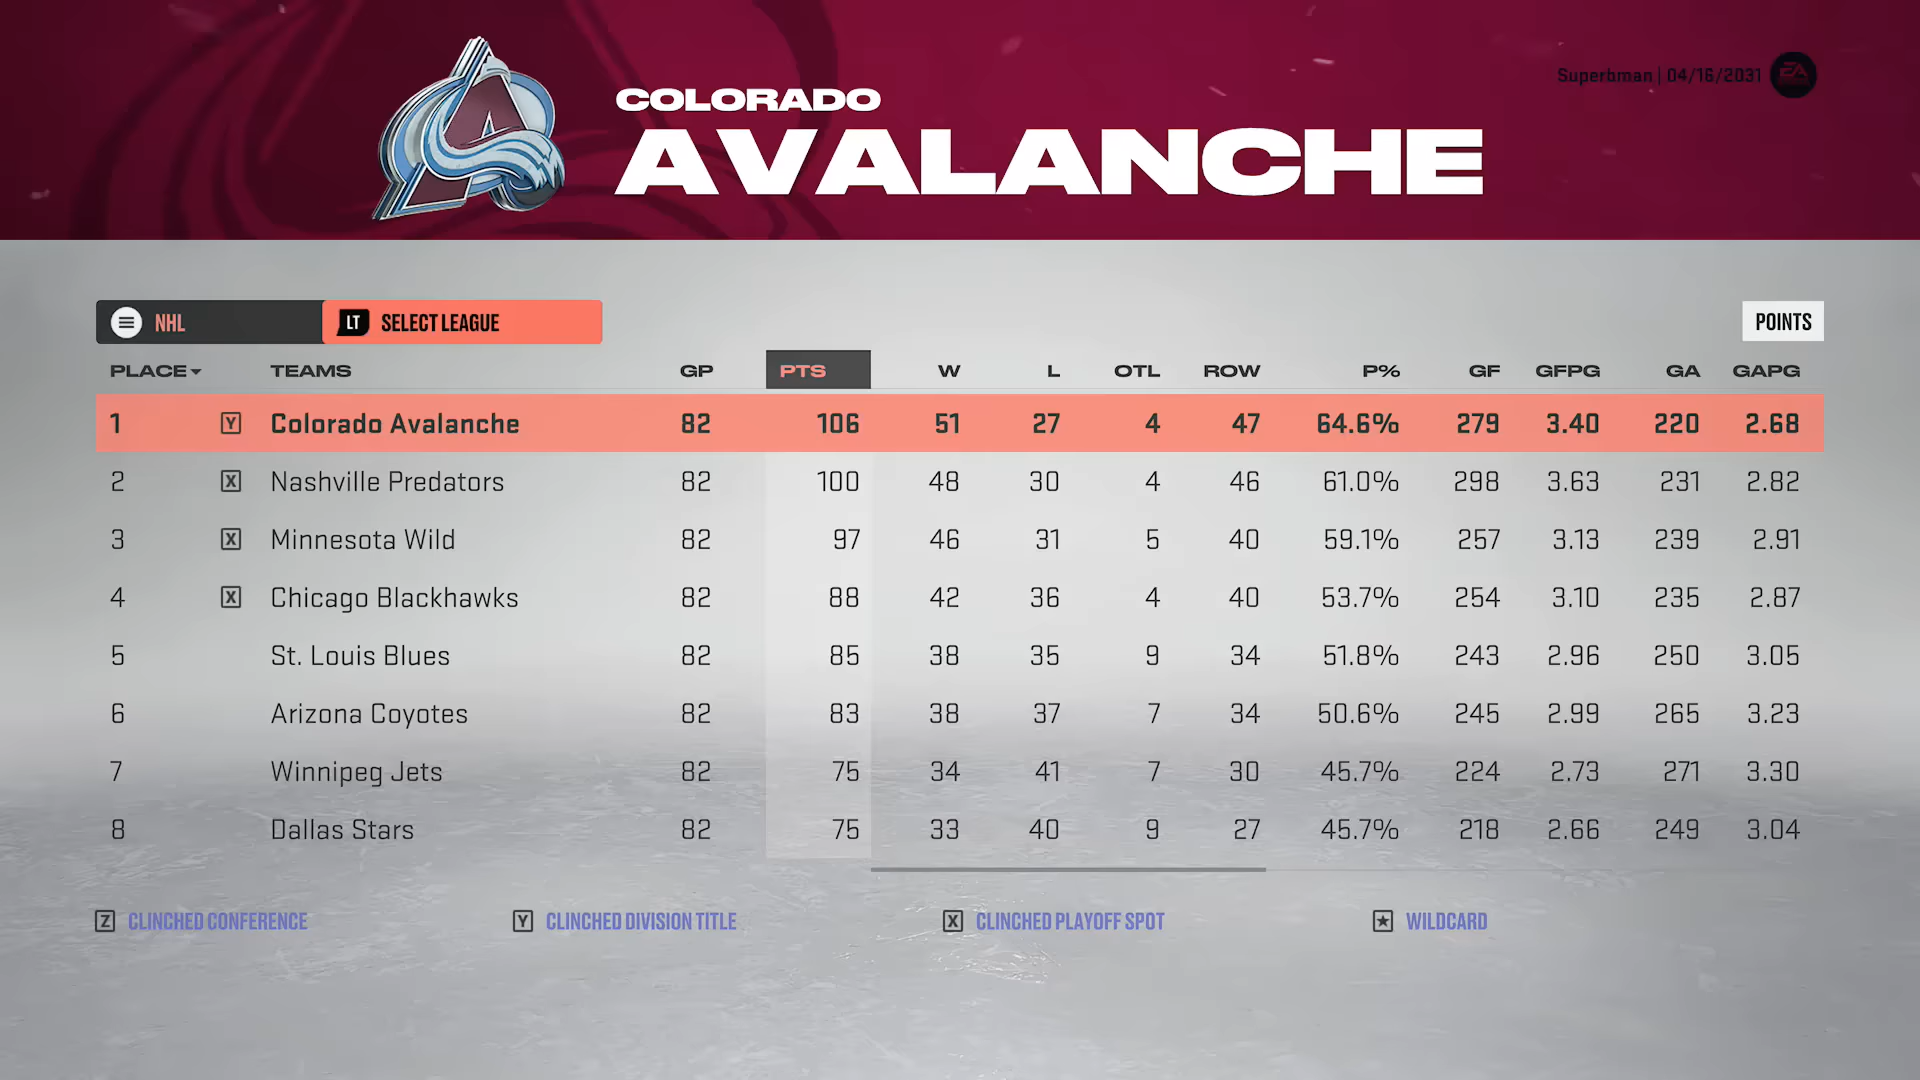 Superbman | 04/16/2031 EA
COLORADO
AVALANCHE
NHL LT SELECT LEAGUE POINTS
PLACE TEAMS GP PTS W L OTL ROW P% GF GFPG GA GAPG
1 Y Colorado Avalanche 82 106 51 27 4 47 64.6% 279 3.40 220 2.68
2 X Nashville Predators 82 100 48 30 4 46 61.0% 298 3.63 231 2.82
3 X Minnesota Wild 82 97 46 31 5 40 59.1% 257 3.13 239 2.91
4 X Chicago Blackhawks 82 88 42 36 4 40 53.7% 254 3.10 235 2.87
5 St. Louis Blues 82 85 38 35 9 34 51.8% 243 2.96 250 3.05
6 Arizona Coyotes 82 83 38 37 7 34 50.6% 245 2.99 265 3.23
7 Winnipeg Jets 82 75 34 41 7 30 45.7% 224 2.73 271 3.30
8 Dallas Stars 82 75 33 40 9 27 45.7% 218 2.66 249 3.04
Z CLINCHED CONFERENCE Y CLINCHED DIVISION TITLE X CLINCHED PLAYOFF SPOT ★ WILDCARD